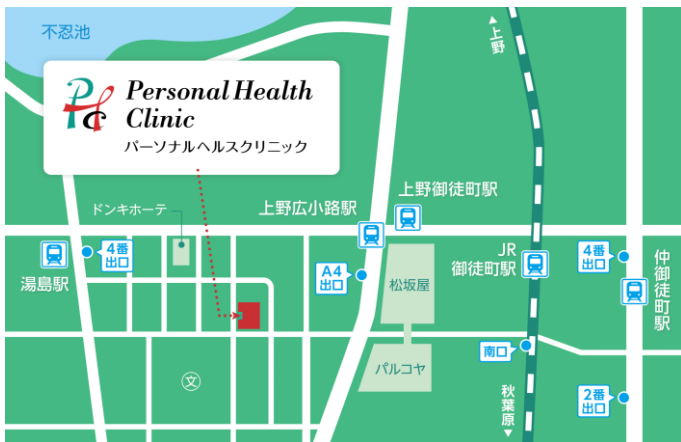 不忍池
▲上野
PHC
Personal Health
Clinic
パーソナルヘルスクリニック
ドンキホーテ
上野広小路駅
上野御徒町駅
4番
出口
湯島駅
A4
出口
松坂屋
JR
御徒町駅
4番
出口
仲御徒町駅
南口
パルコヤ
文
秋葉原▼
2番
出口